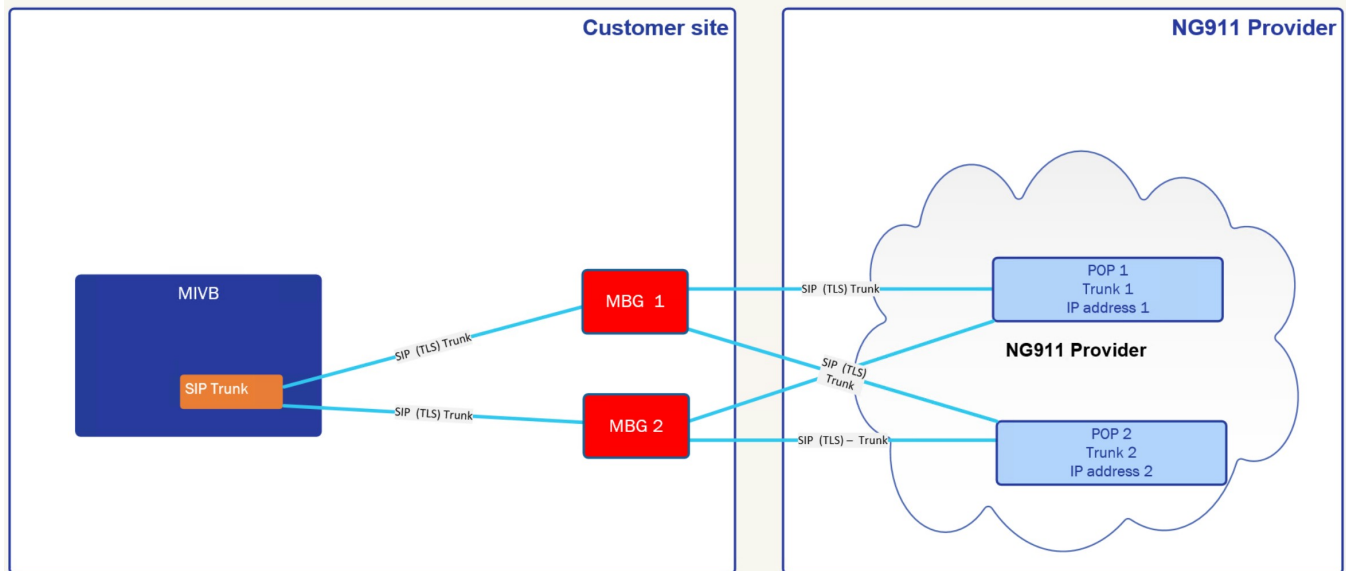 Customer site
NG911 Provider
MIVB
SIP Trunk
SIP (TLS) Trunk
SIP (TLS) Trunk
MBG 1
MBG 2
SIP (TLS) Trunk
SIP (TLS)
Trunk
SIP (TLS) – Trunk
POP 1
Trunk 1
IP address 1
NG911 Provider
POP 2
Trunk 2
IP address 2